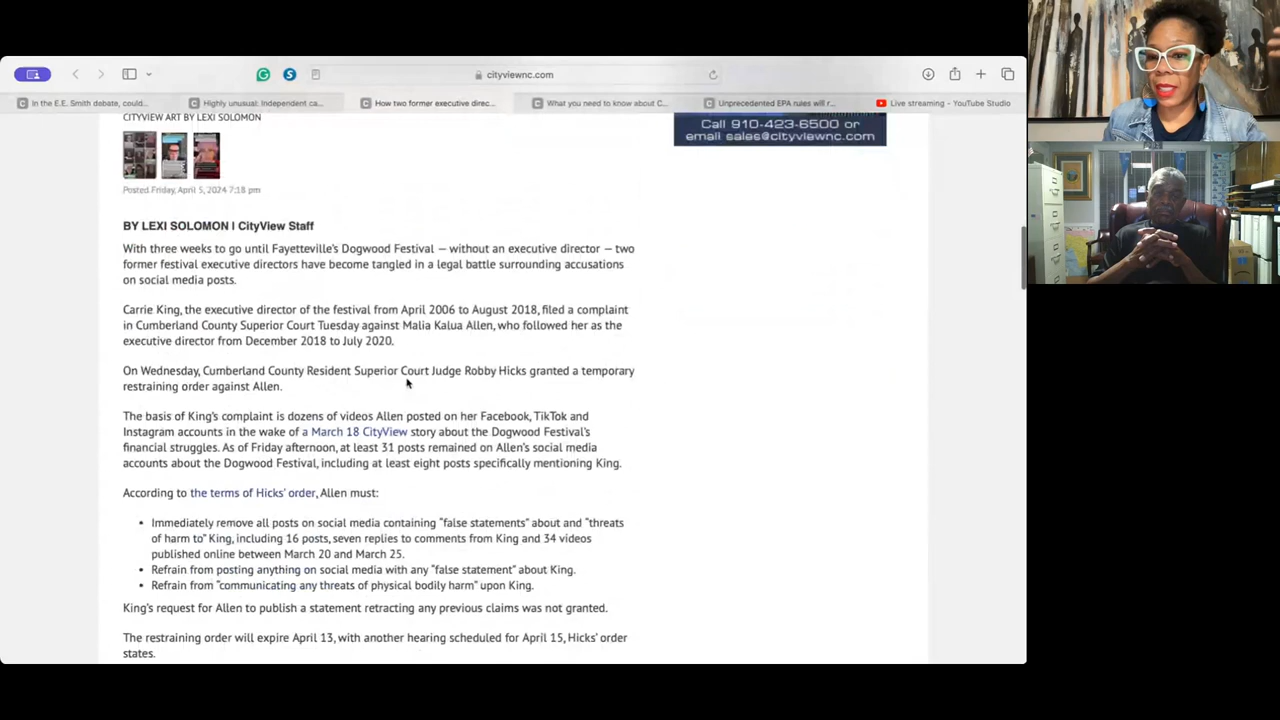 cityviewnc.com
In the E.E. Smith debate, could...
Highly unusual: Independent ca...
How two former executive direc...
What you need to know about C...
Unprecedented EPA rules will r...
Live streaming - YouTube Studio
CITYVIEW ART BY LEXI SOLOMON
Call 910-423-6500 or
email sales@cityviewnc.com
Posted Friday, April 5, 2024 7:18 pm
BY LEXI SOLOMON | CityView Staff
With three weeks to go until Fayetteville's Dogwood Festival — without an executive director — two
former festival executive directors have become tangled in a legal battle surrounding accusations
on social media posts.
Carrie King, the executive director of the festival from April 2006 to August 2018, filed a complaint
in Cumberland County Superior Court Tuesday against Malia Kalua Allen, who followed her as the
executive director from December 2018 to July 2020.
On Wednesday, Cumberland County Resident Superior Court Judge Robby Hicks granted a temporary
restraining order against Allen.
The basis of King's complaint is dozens of videos Allen posted on her Facebook, TikTok and
Instagram accounts in the wake of a March 18 CityView story about the Dogwood Festival's
financial struggles. As of Friday afternoon, at least 31 posts remained on Allen's social media
accounts about the Dogwood Festival, including at least eight posts specifically mentioning King.
According to the terms of Hicks' order, Allen must:
• Immediately remove all posts on social media containing "false statements" about and "threats
of harm to" King, including 16 posts, seven replies to comments from King and 34 videos
published online between March 20 and March 25.
• Refrain from posting anything on social media with any "false statement" about King.
• Refrain from "communicating any threats of physical bodily harm" upon King.
King's request for Allen to publish a statement retracting any previous claims was not granted.
The restraining order will expire April 13, with another hearing scheduled for April 15, Hicks' order
states.